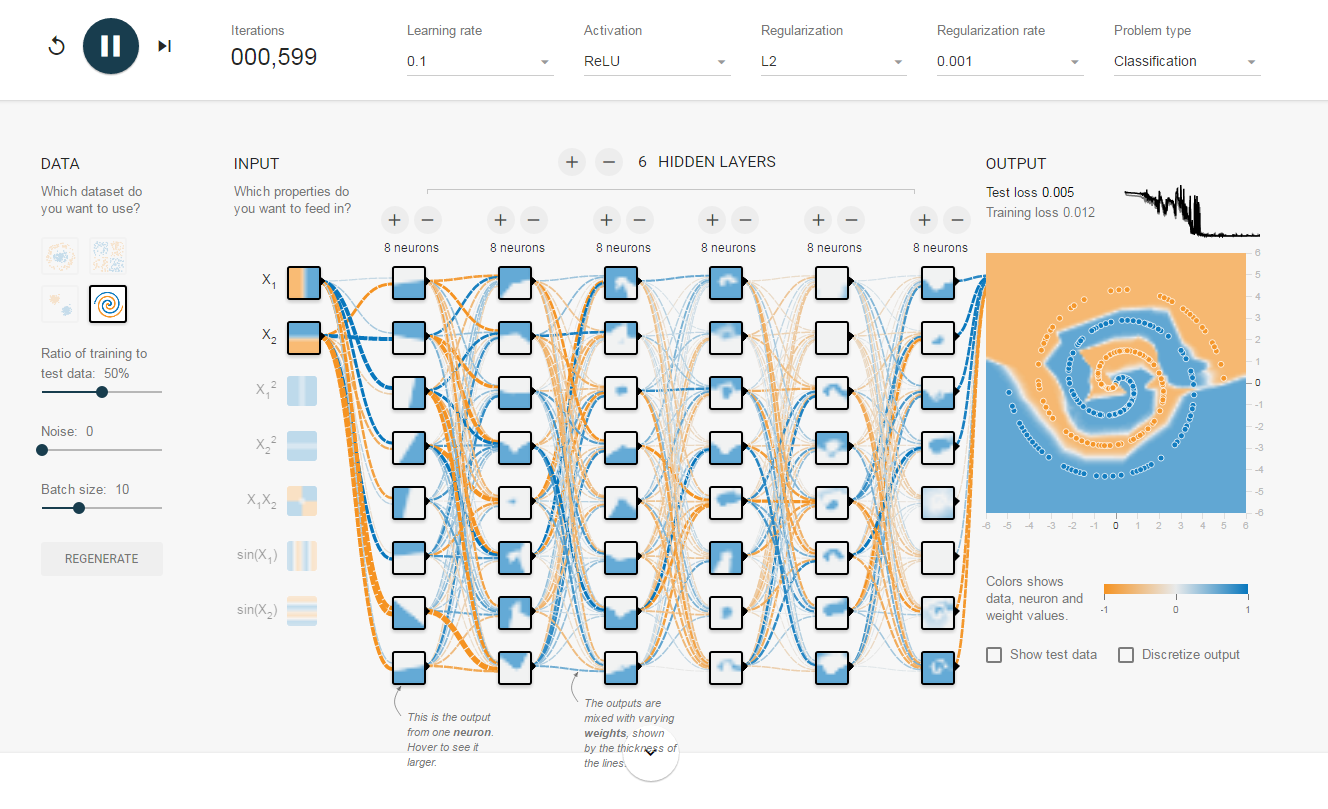 Iterations
000,599
Learning rate
0.1
Activation
ReLU
Regularization
L2
Regularization rate
0.001
Problem type
Classification
DATA
Which dataset do
you want to use?
Ratio of training to
test data: 50%
Noise: 0
Batch size: 10
REGENERATE
INPUT
Which properties do
you want to feed in?
X1
X2
X1²
X2²
X1X2
sin(X1)
sin(X2)
+ − 6 HIDDEN LAYERS
+ − + − + − + − + − + −
8 neurons 8 neurons 8 neurons 8 neurons 8 neurons 8 neurons
This is the output
from one neuron.
Hover to see it
larger.
The outputs are
mixed with varying
weights, shown
by the thickness of
the lines.
OUTPUT
Test loss 0.005
Training loss 0.012
6
5
4
3
2
1
0
-1
-2
-3
-4
-5
-6
-6 -5 -4 -3 -2 -1 0 1 2 3 4 5 6
Colors shows
data, neuron and
weight values.
-1 0 1
Show test data
Discretize output